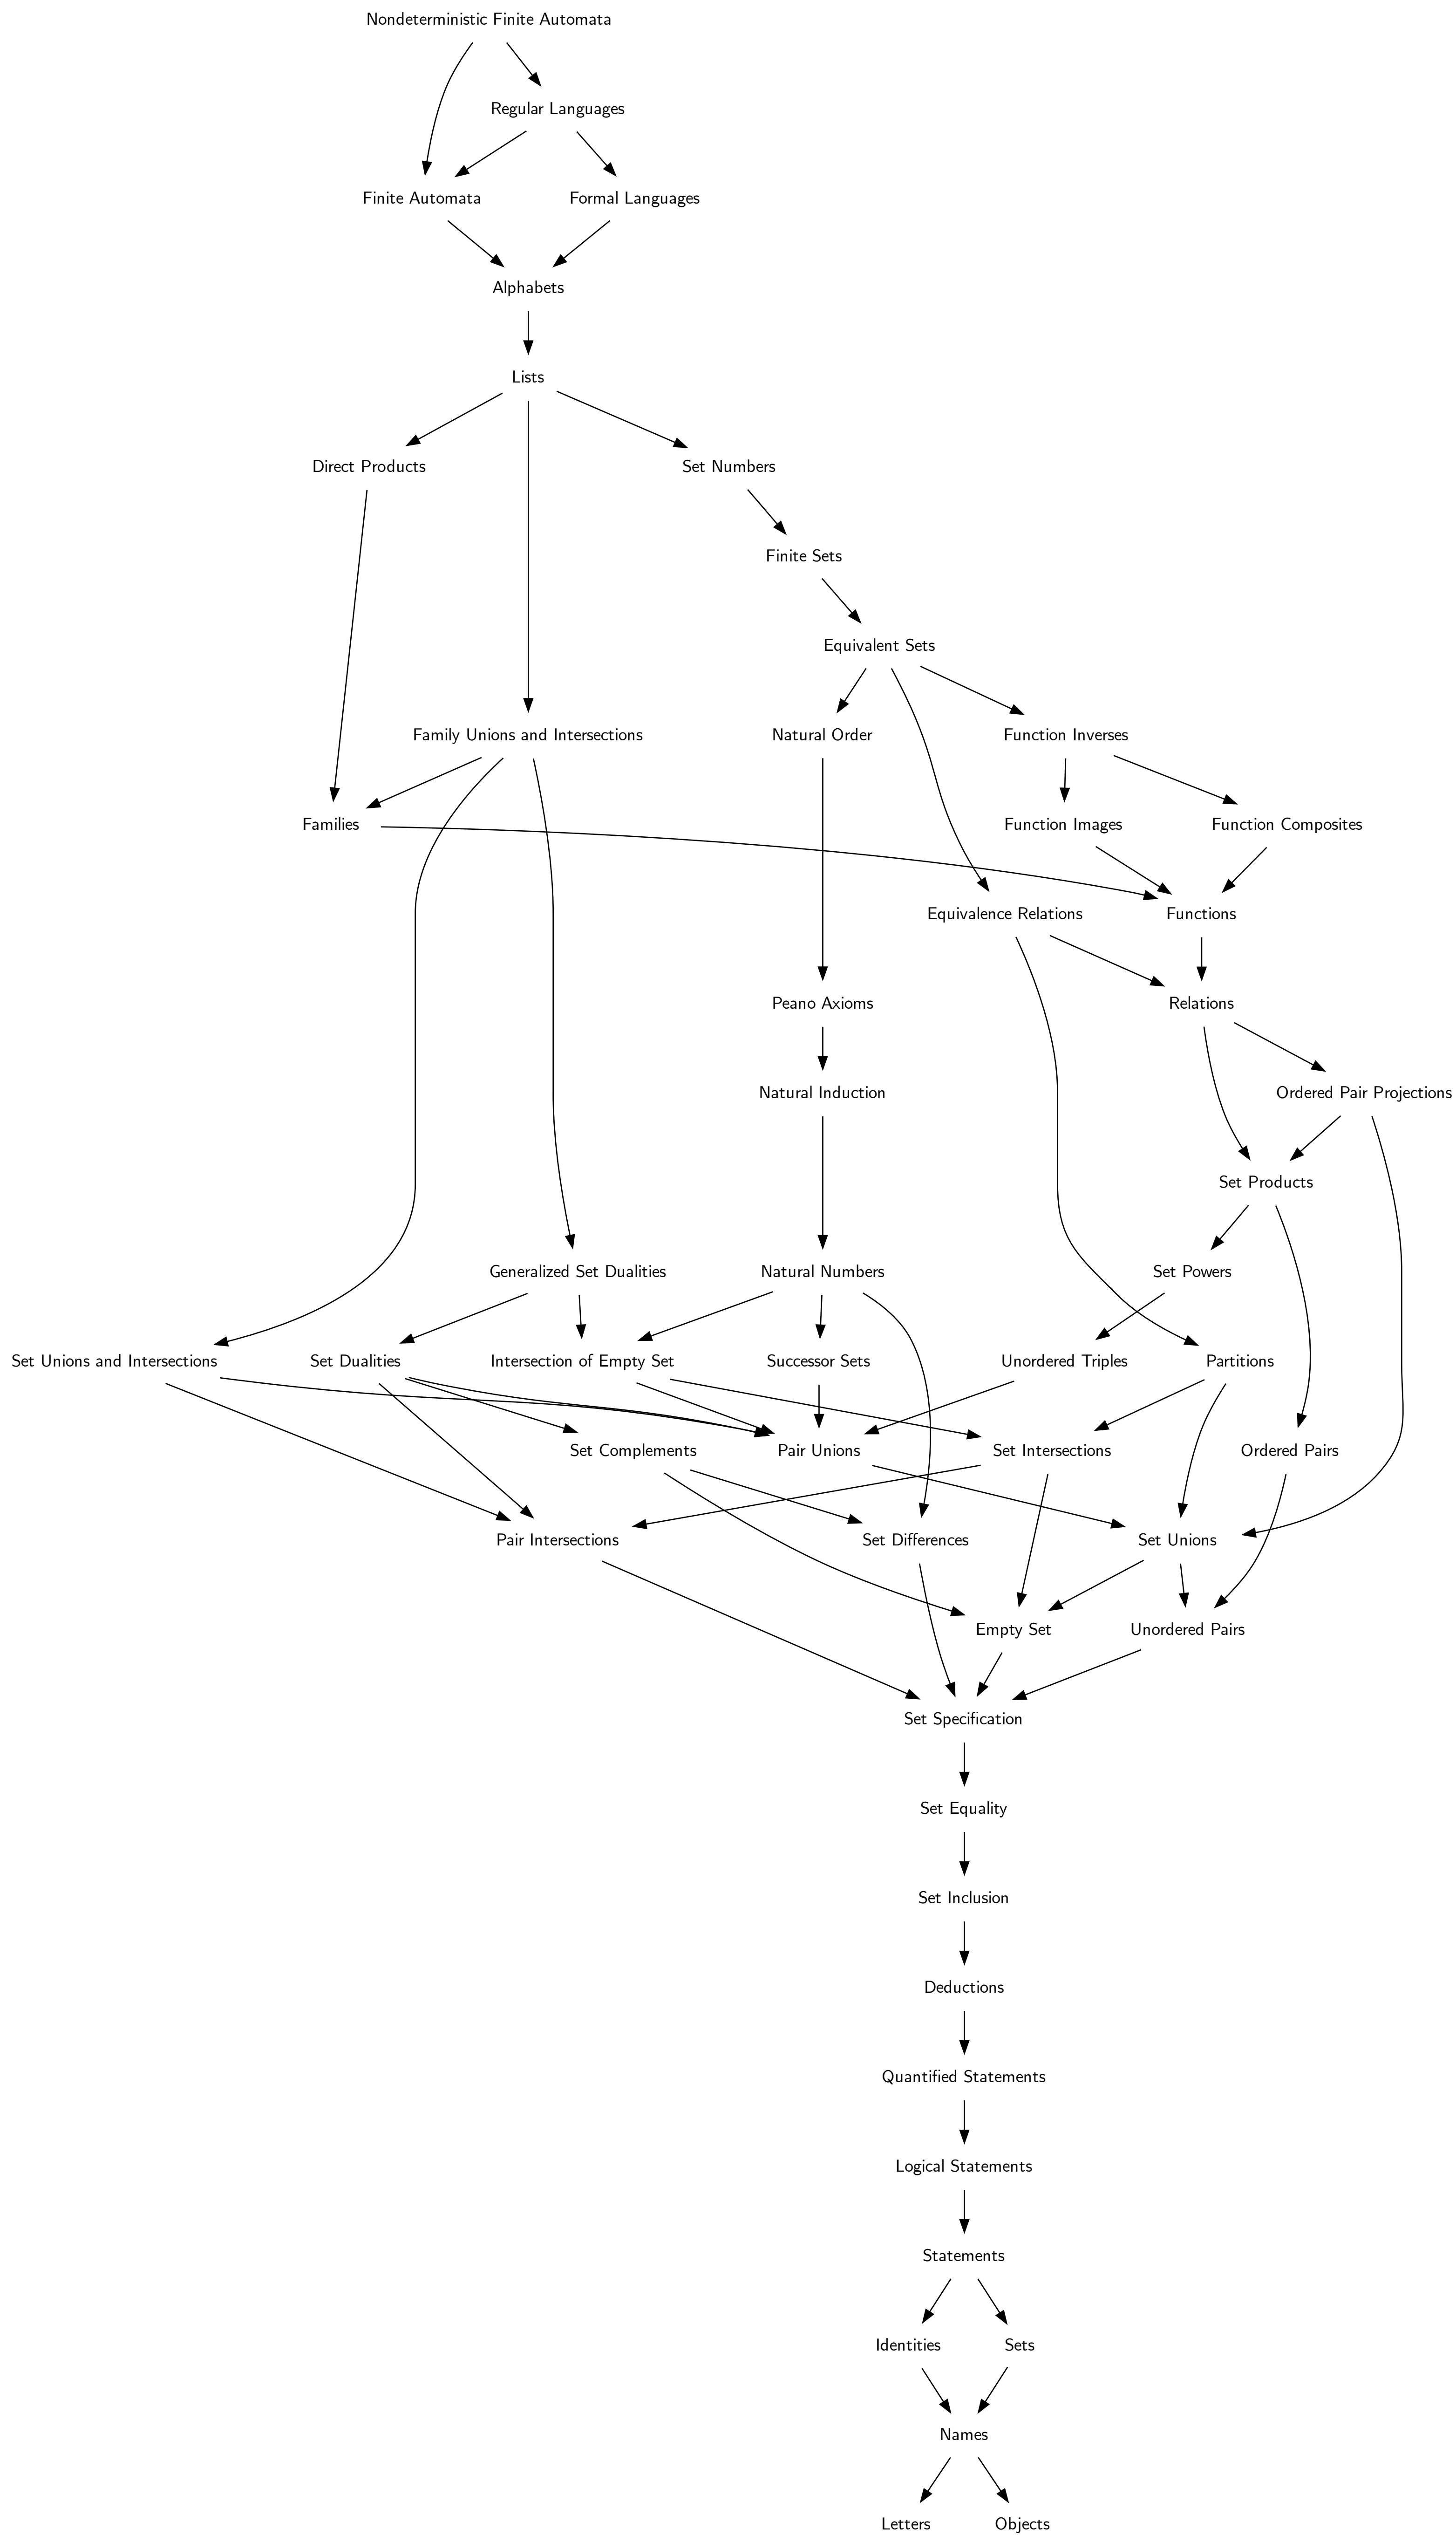 Nondeterministic Finite Automata
Regular Languages
Finite Automata
Formal Languages
Alphabets
Lists
Direct Products
Set Numbers
Finite Sets
Equivalent Sets
Family Unions and Intersections
Natural Order
Function Inverses
Families
Function Images
Function Composites
Equivalence Relations
Functions
Peano Axioms
Relations
Natural Induction
Ordered Pair Projections
Set Products
Generalized Set Dualities
Natural Numbers
Set Powers
Set Unions and Intersections
Set Dualities
Intersection of Empty Set
Successor Sets
Unordered Triples
Partitions
Set Complements
Pair Unions
Set Intersections
Ordered Pairs
Pair Intersections
Set Differences
Set Unions
Empty Set
Unordered Pairs
Set Specification
Set Equality
Set Inclusion
Deductions
Quantified Statements
Logical Statements
Statements
Identities
Sets
Names
Letters
Objects